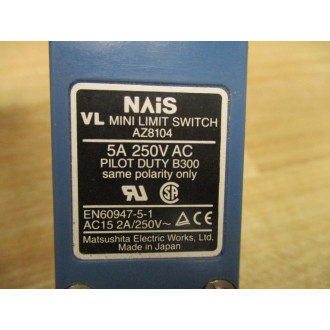 NAiS
VL MINI LIMIT SWITCH
AZ8104
5A 250V AC
PILOT DUTY B300
same polarity only
EN60947-5-1
AC15 2A/250V~
Matsushita Electric Works, Ltd.
Made in Japan